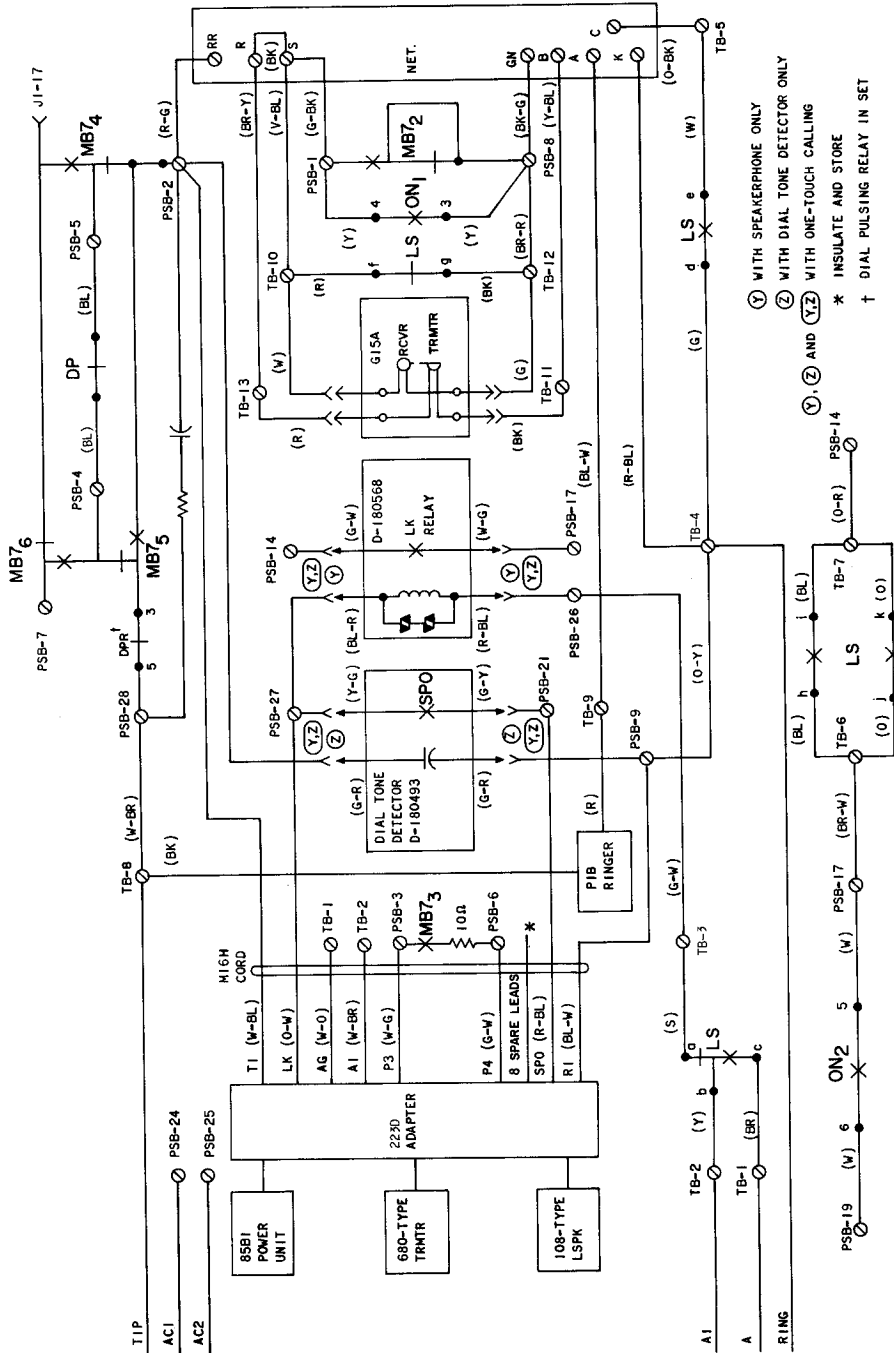 TIP
AC1
AC2
PSB-24
PSB-25
TB-8
(W-BR)
(BK)
PSB-28
5
DPR†
3
MB7₅
PSB-7
MB7₆
PSB-4
(BL)
DP
(BL)
PSB-5
MB7₄
J1-17
PSB-2
(R-G)
RR
R
(BK)
S
NET.
GN
B
A
C
K
(O-BK)
TB-5
(BR-Y)
(V-BL)
(G-BK)
PSB-1
MB7₂
PSB-8
(BK-G)
(Y-BL)
(Y)
4
ON₁
3
(Y)
(BR-R)
TB-10
(R)
f
LS
g
(BK)
TB-12
(W)
G15A
RCVR
TRMTR
(G)
TB-13
(R)
(BK)
TB-11
(BL-W)
(R-BL)
PSB-14
(G-W)
D-180568
LK
RELAY
(W-G)
PSB-17
Y,Z
Y
Y
Y,Z
(BL-R)
(R-BL)
PSB-26
PSB-27
(Y-G)
SPO
(G-Y)
PSB-21
Y,Z
Z
Z
Y,Z
(G-R)
DIAL TONE
DETECTOR
D-180493
(G-R)
TB-9
PSB-9
(R)
P1B
RINGER
(O-Y)
(G-W)
M16H
CORD
T1 (W-BL)
LK (O-W)
AG (W-O)
A1 (W-BR)
P3 (W-G)
P4 (G-W)
8 SPARE LEADS
SPO (R-BL)
R1 (BL-W)
TB-1
TB-2
PSB-3
MB7₃
10Ω
PSB-6
*
223D
ADAPTER
85B1
POWER
UNIT
680-TYPE
TRMTR
108-TYPE
LSPK
TB-3
(S)
a
LS
b
c
(Y)
(BR)
TB-2
TB-1
A1
A
RING
TB-4
(G)
d
LS
e
(W)
PSB-19
(W)
6
ON₂
5
(W)
PSB-17
(BR-W)
TB-6
(BL)
h
LS
i
(BL)
(O)
j
k
(O)
TB-7
(O-R)
PSB-14
Y WITH SPEAKERPHONE ONLY
Z WITH DIAL TONE DETECTOR ONLY
Y, Z AND Y,Z WITH ONE-TOUCH CALLING
* INSULATE AND STORE
† DIAL PULSING RELAY IN SET